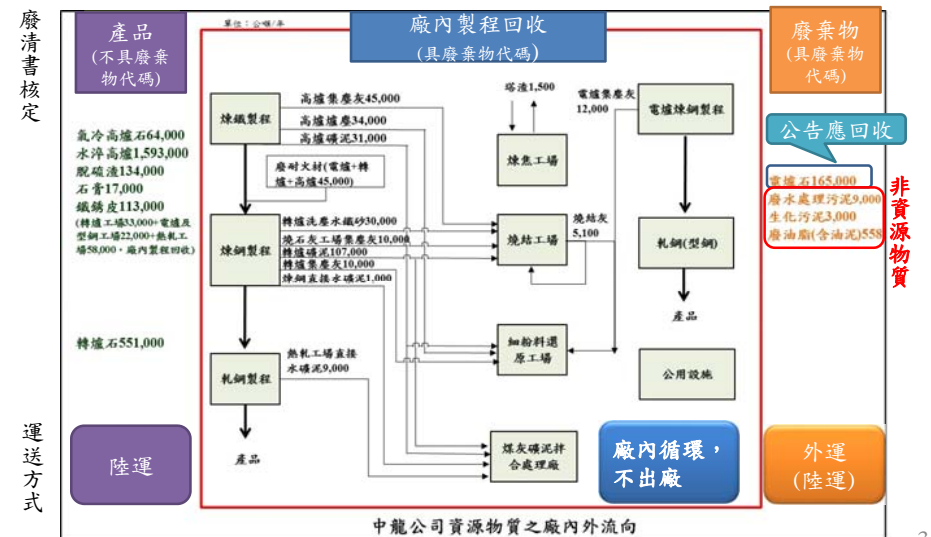 廢清書核定
運送方式
單位：公噸/年
產品
(不具廢棄
物代碼)
氣冷高爐石64,000
水淬高爐1,593,000
脫硫渣134,000
石膏17,000
鐵銹皮113,000
(轉爐工場33,000+電爐及
型鋼工場22,000+熱軋工
場58,000，廠內製程回收)
轉爐石551,000
陸運
廠內製程回收
(具廢棄物代碼)
煉鐵製程
高爐集塵灰45,000
高爐爐塵34,000
高爐礦泥31,000
廢耐火材(電爐+轉
爐+高爐45,000)
煉鋼製程
轉爐洗塵水鐵砂930,000
燒石灰工場集塵灰10,000
轉爐礦泥107,000
轉爐集塵灰10,000
煉鋼直接水礦泥1,000
軋鋼製程
熱軋工場直接
水礦泥9,000
產品
塔渣1,500
煉焦工場
燒結工場
燒結灰
5,100
細粉料還
原工場
煤灰礦泥拌
合處理廠
電爐集塵灰
12,000
電爐煉鋼製程
軋鋼(型鋼)
產品
公用設施
廠內循環，
不出廠
廢棄物
(具廢棄物
代碼)
公告應回收
電爐石165,000
廢水處理污泥9,000
生化污泥3,000
廢油脂(含油泥)558
非資源物質
外運
(陸運)
中龍公司資源物質之廠內外流向